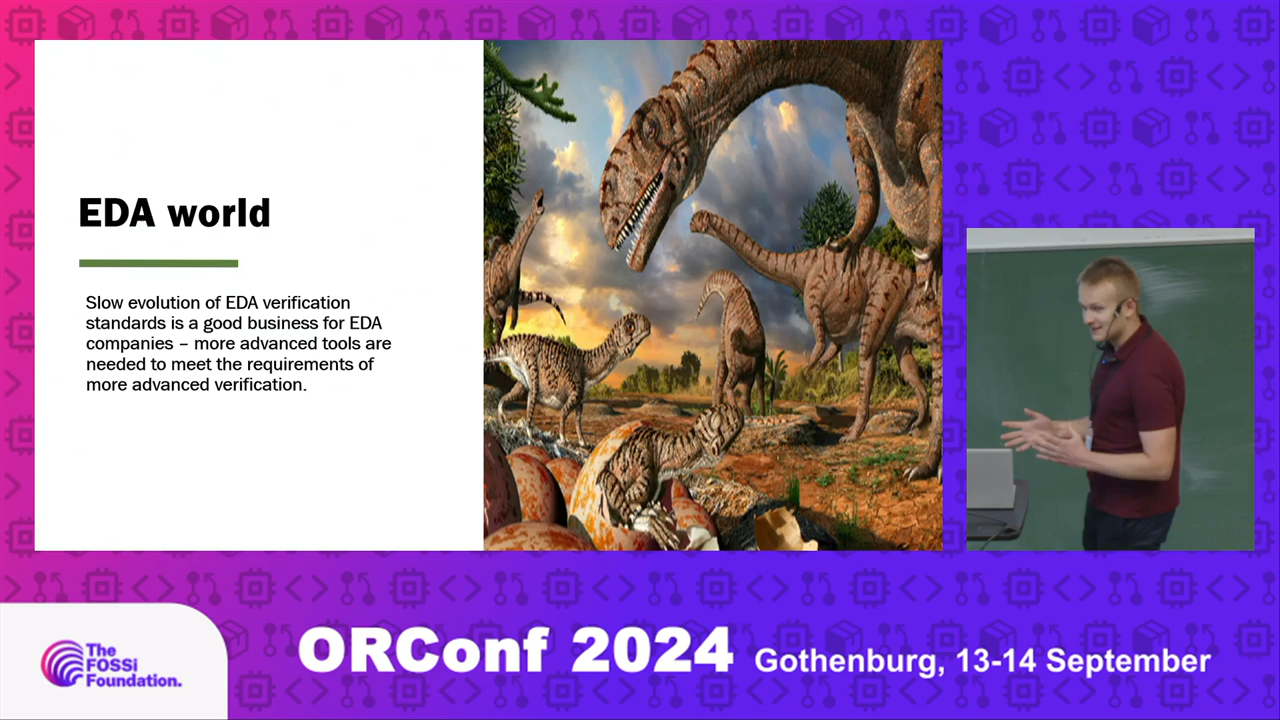 EDA world
Slow evolution of EDA verification
standards is a good business for EDA
companies – more advanced tools are
needed to meet the requirements of
more advanced verification.
The
FOSSi
Foundation.
ORConf 2024 Gothenburg, 13-14 September